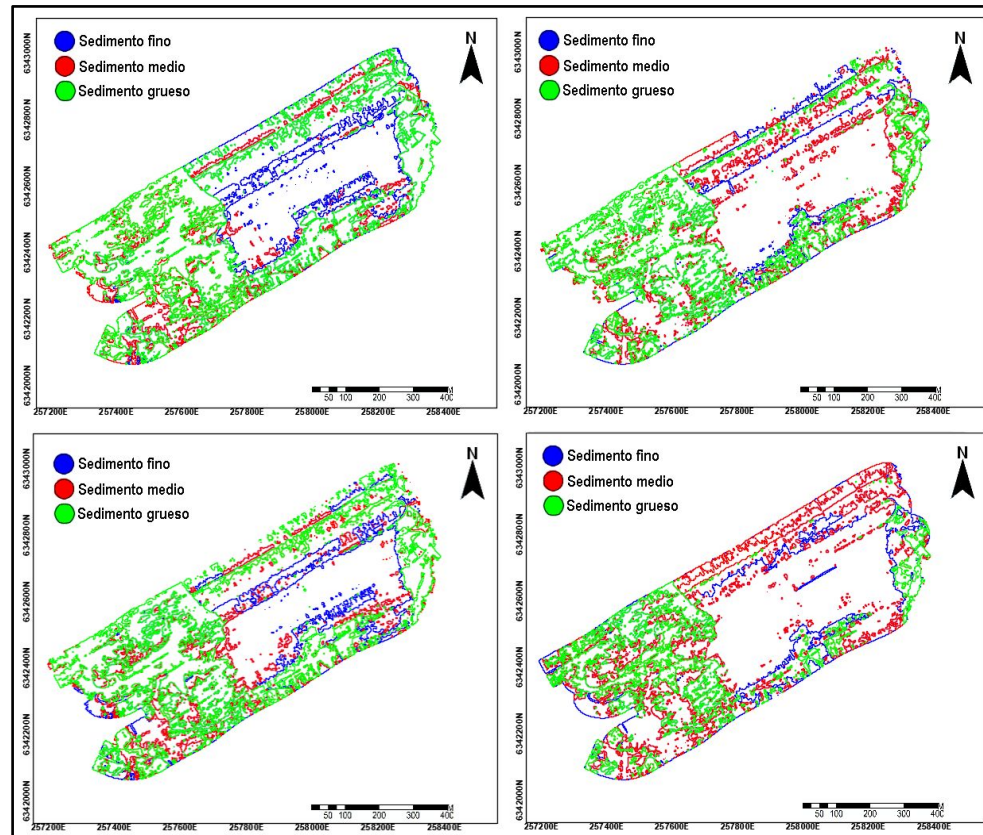 Sedimento fino
Sedimento medio
Sedimento grueso
N
6343000N
6342800N
6342600N
6342400N
6342200N
6342000N
50 100 200 300 400
257200E 257400E 257600E 257800E 258000E 258200E 258400E
Sedimento fino
Sedimento medio
Sedimento grueso
N
6343000N
6342800N
6342600N
6342400N
6342200N
6342000N
50 100 200 300 400
257200E 257400E 257600E 257800E 258000E 258200E 258400E
Sedimento fino
Sedimento medio
Sedimento grueso
N
6343000N
6342800N
6342600N
6342400N
6342200N
6342000N
50 100 200 300 400
257200E 257400E 257600E 257800E 258000E 258200E 258400E
Sedimento fino
Sedimento medio
Sedimento grueso
N
6343000N
6342800N
6342600N
6342400N
6342200N
6342000N
50 100 200 300 400
257200E 257400E 257600E 257800E 258000E 258200E 258400E